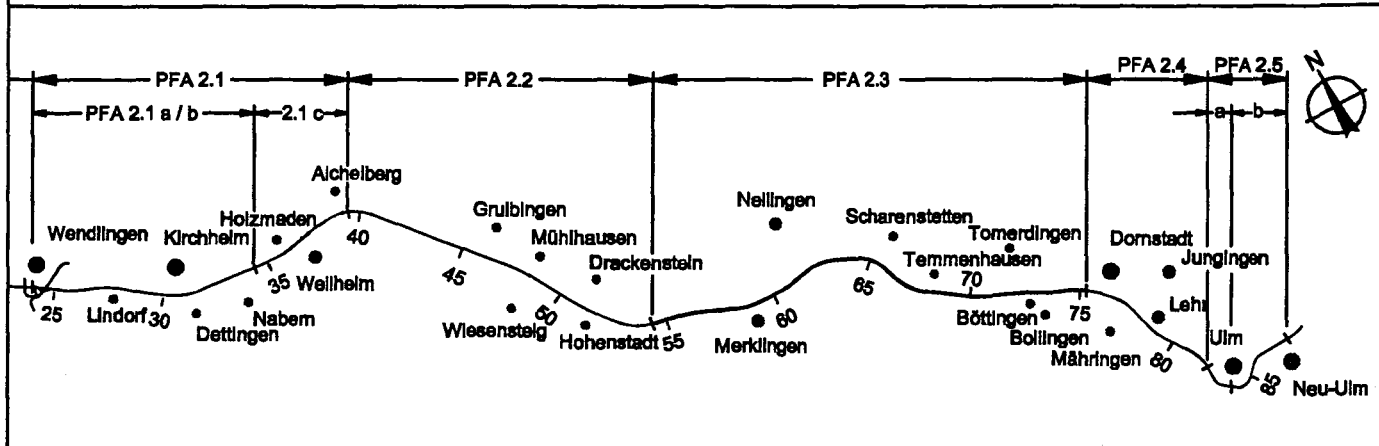 N
PFA 2.1
PFA 2.2
PFA 2.3
PFA 2.4
PFA 2.5
PFA 2.1 a / b
2.1 c
a
b
Aichelberg
Holzmaden
Wendlingen
Kirchheim
40
35
Weilheim
25
Lindorf
30
Dettingen
Nabern
Gruibingen
Mühlhausen
Drackenstein
45
50
Wiesensteig
Hohenstadt
55
Nellingen
60
Merklingen
Scharenstetten
65
Temmenhausen
70
Tomerdingen
Böttingen
Bollingen
75
Mähringen
Dornstadt
Jungingen
Lehr
80
Ulm
85
Neu-Ulm